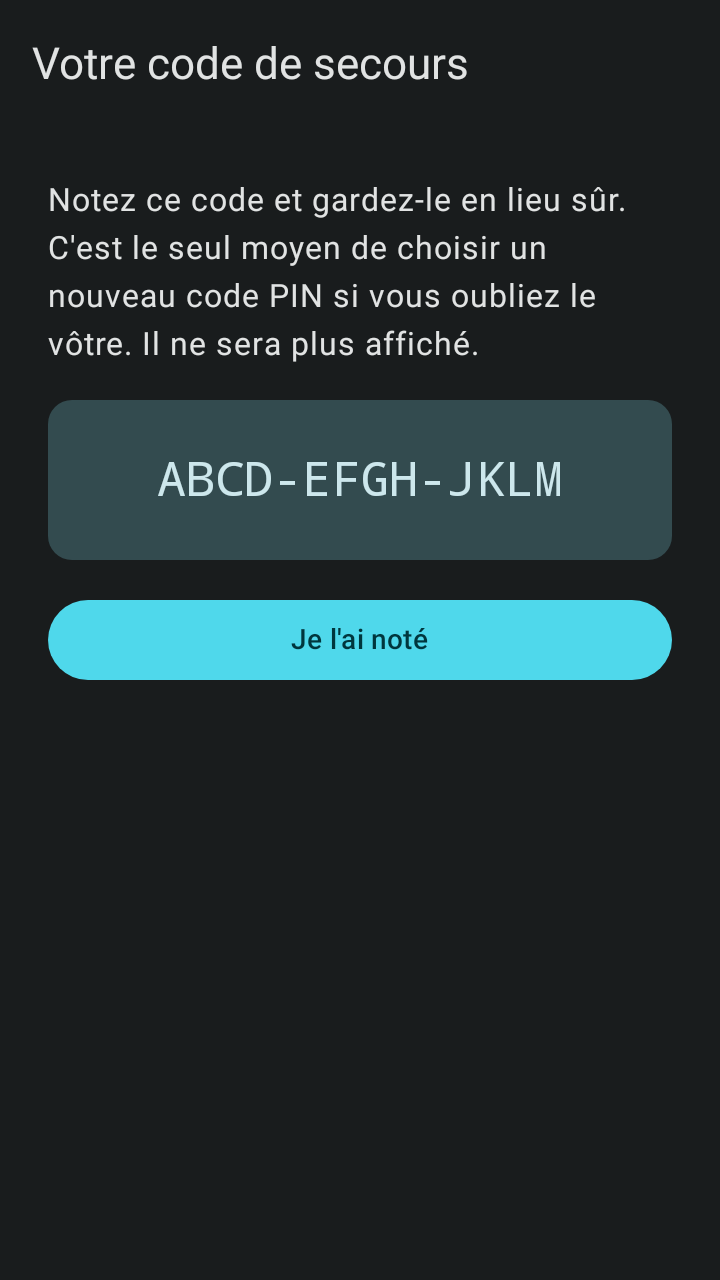 Votre code de secours
Notez ce code et gardez-le en lieu sûr.
C'est le seul moyen de choisir un
nouveau code PIN si vous oubliez le
vôtre. Il ne sera plus affiché.
ABCD-EFGH-JKLM
Je l'ai noté